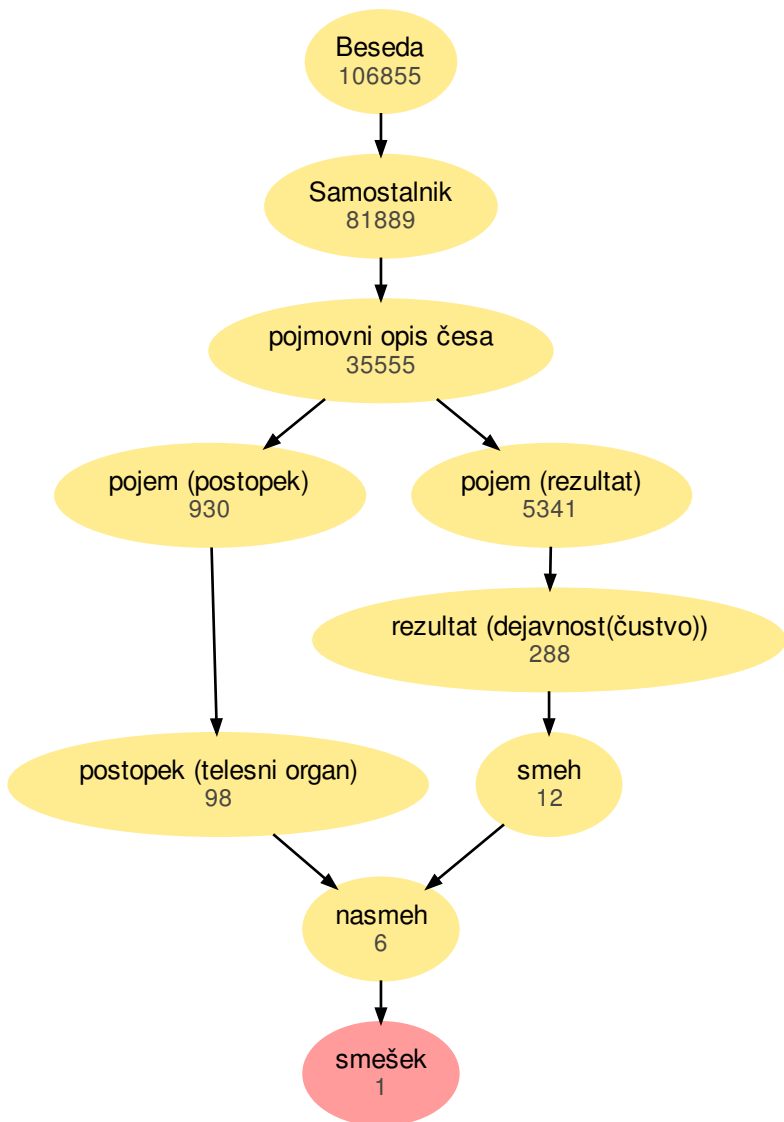 Beseda
106855
Samostalnik
81889
pojmovni opis česa
35555
pojem (postopek)
930
pojem (rezultat)
5341
rezultat (dejavnost(čustvo))
288
postopek (telesni organ)
98
smeh
12
nasmeh
6
smešek
1